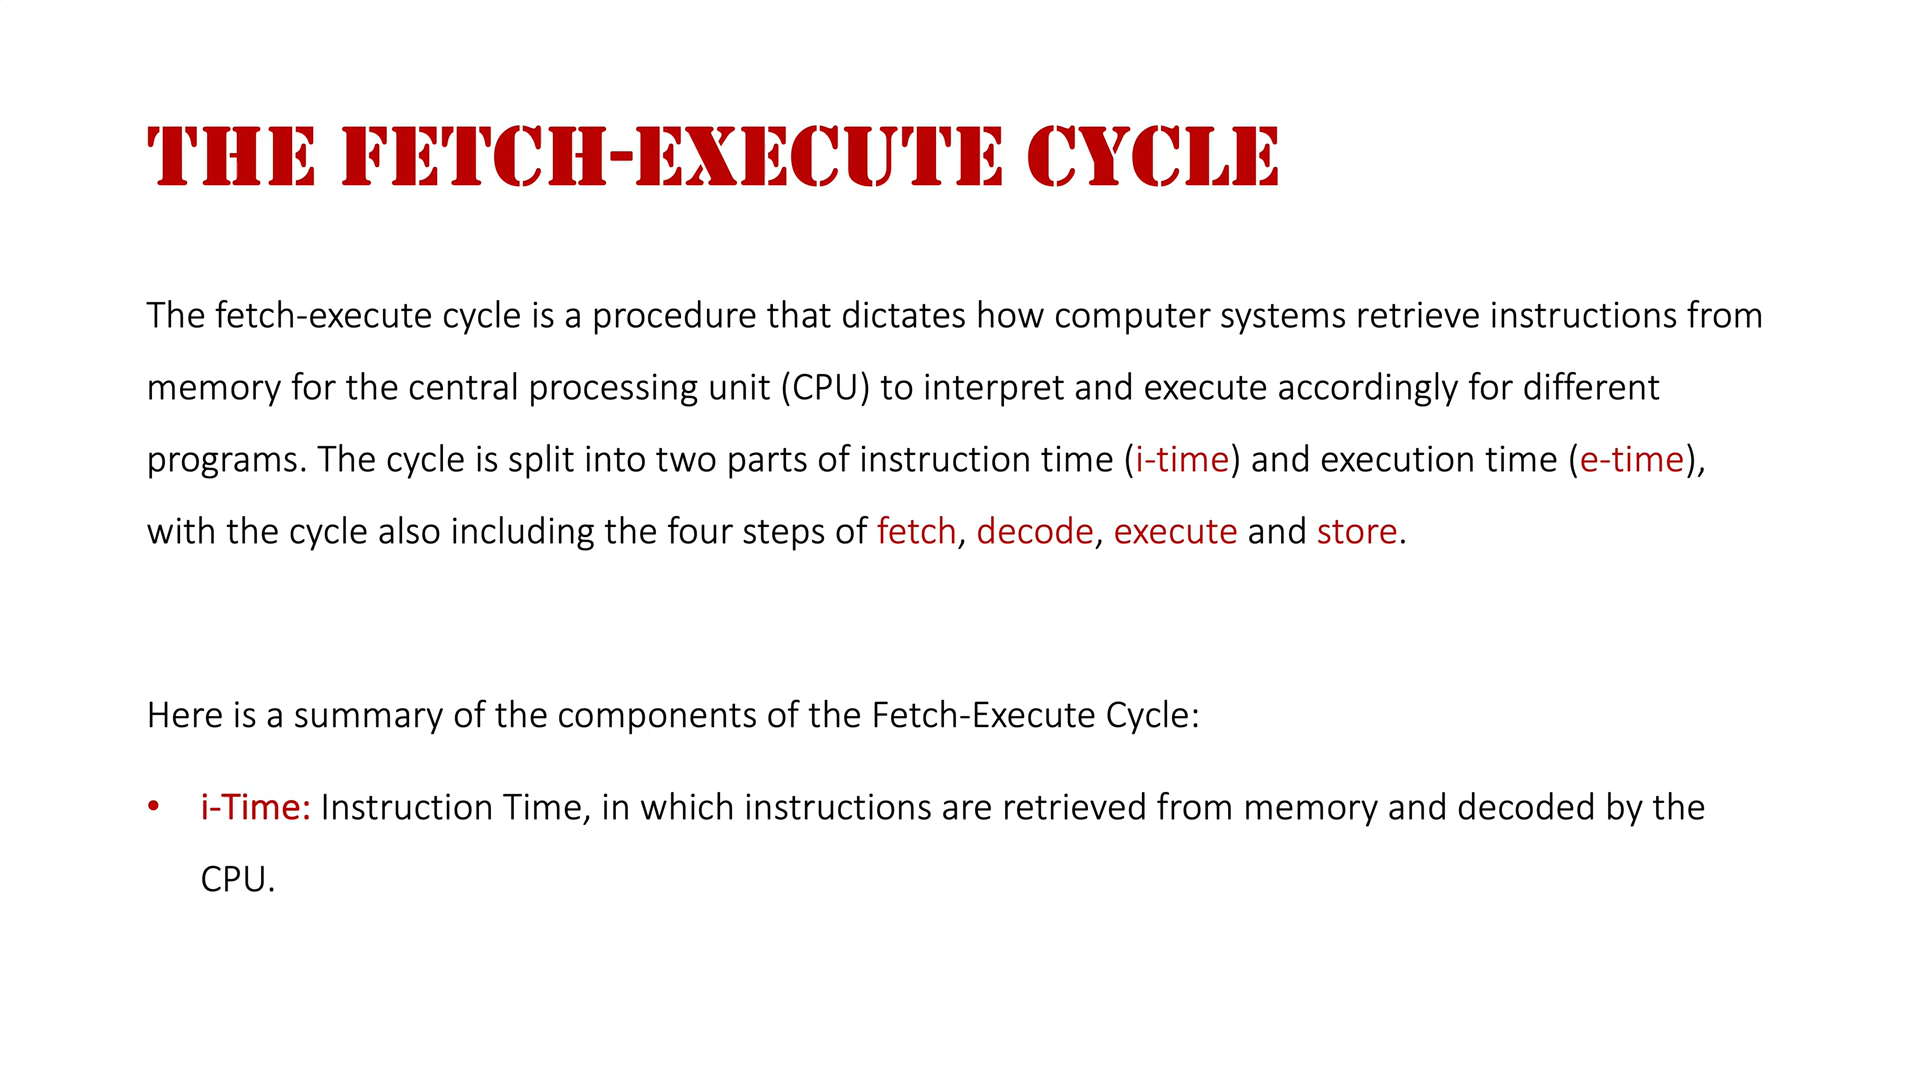 THE FETCH-EXECUTE CYCLE
The fetch-execute cycle is a procedure that dictates how computer systems retrieve instructions from
memory for the central processing unit (CPU) to interpret and execute accordingly for different
programs. The cycle is split into two parts of instruction time (i-time) and execution time (e-time),
with the cycle also including the four steps of fetch, decode, execute and store.
Here is a summary of the components of the Fetch-Execute Cycle:
• i-Time: Instruction Time, in which instructions are retrieved from memory and decoded by the
CPU.